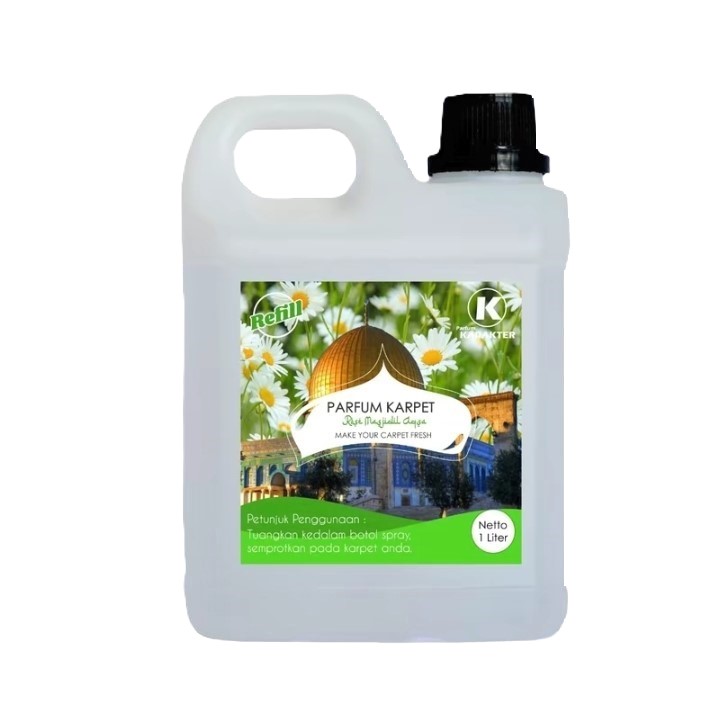 Refill
K
Parfum
KARAKTER
PARFUM KARPET
MAKE YOUR CARPET FRESH
Petunjuk Penggunaan :
Tuangkan kedalam botol spray,
semprotkan pada karpet anda.
Netto
1 Liter